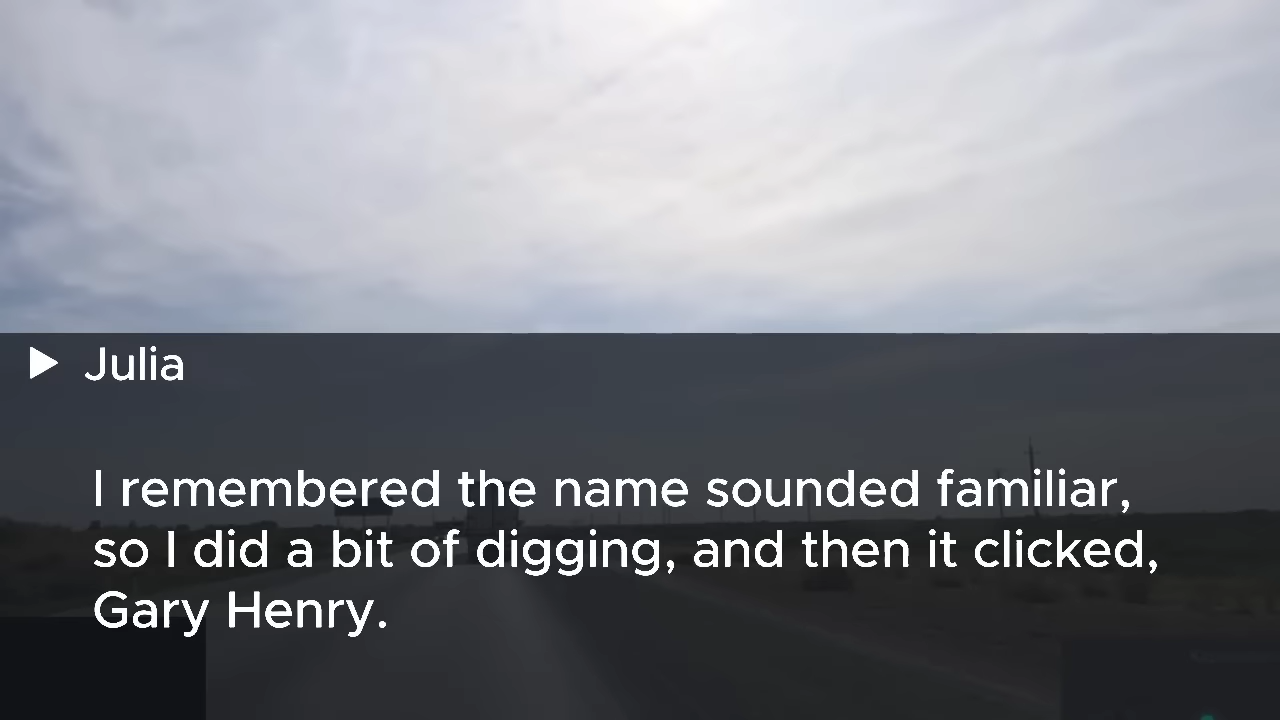 Julia
I remembered the name sounded familiar,
so I did a bit of digging, and then it clicked,
Gary Henry.